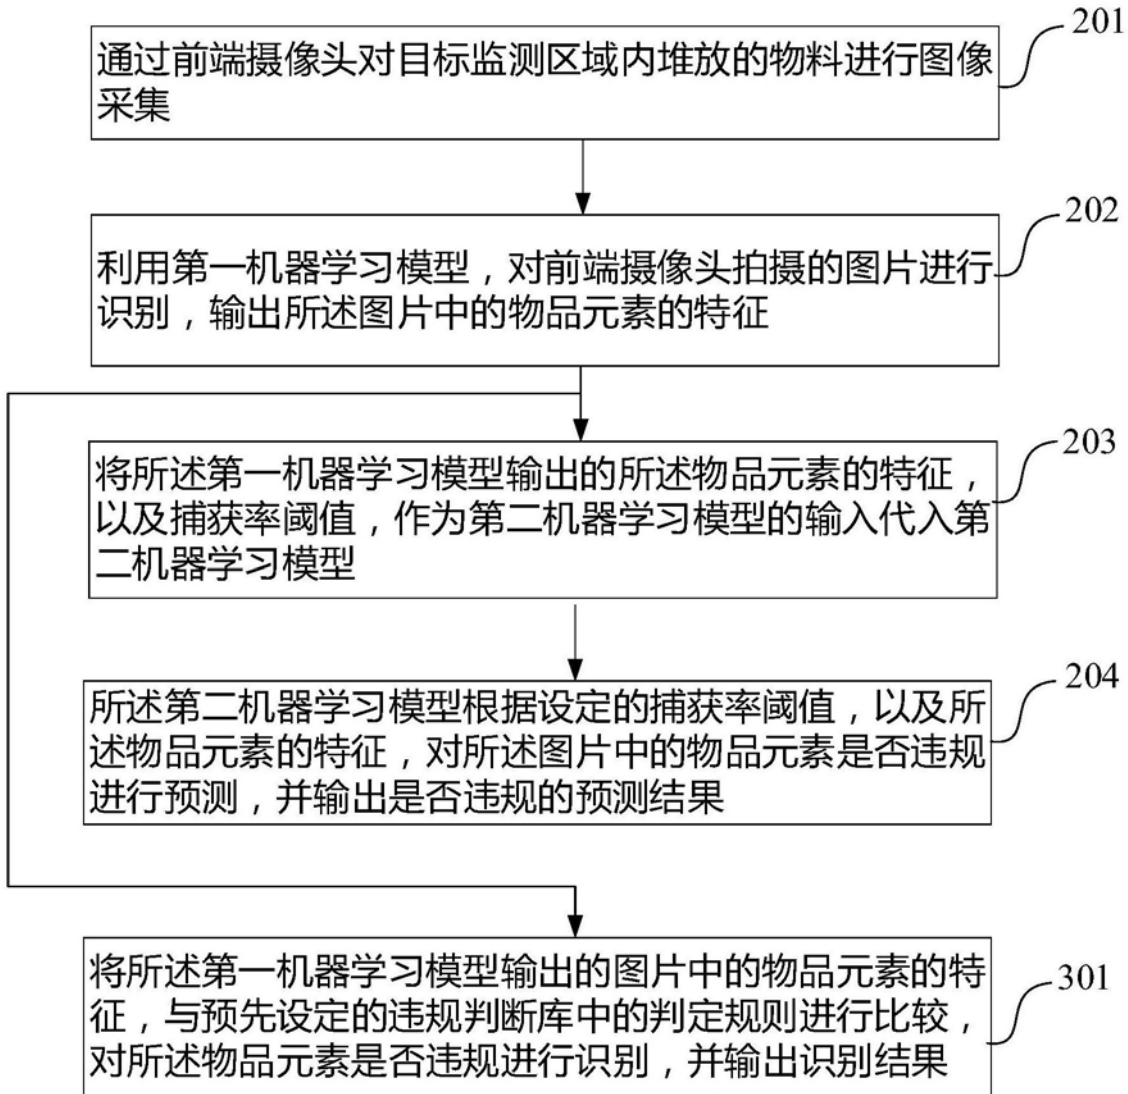 201
通过前端摄像头对目标监测区域内堆放的物料进行图像
采集
202
利用第一机器学习模型，对前端摄像头拍摄的图片进行
识别，输出所述图片中的物品元素的特征
203
将所述第一机器学习模型输出的所述物品元素的特征，
以及捕获率阈值，作为第二机器学习模型的输入代入第
二机器学习模型
204
所述第二机器学习模型根据设定的捕获率阈值，以及所
述物品元素的特征，对所述图片中的物品元素是否违规
进行预测，并输出是否违规的预测结果
301
将所述第一机器学习模型输出的图片中的物品元素的特
征，与预先设定的违规判断库中的判定规则进行比较，
对所述物品元素是否违规进行识别，并输出识别结果